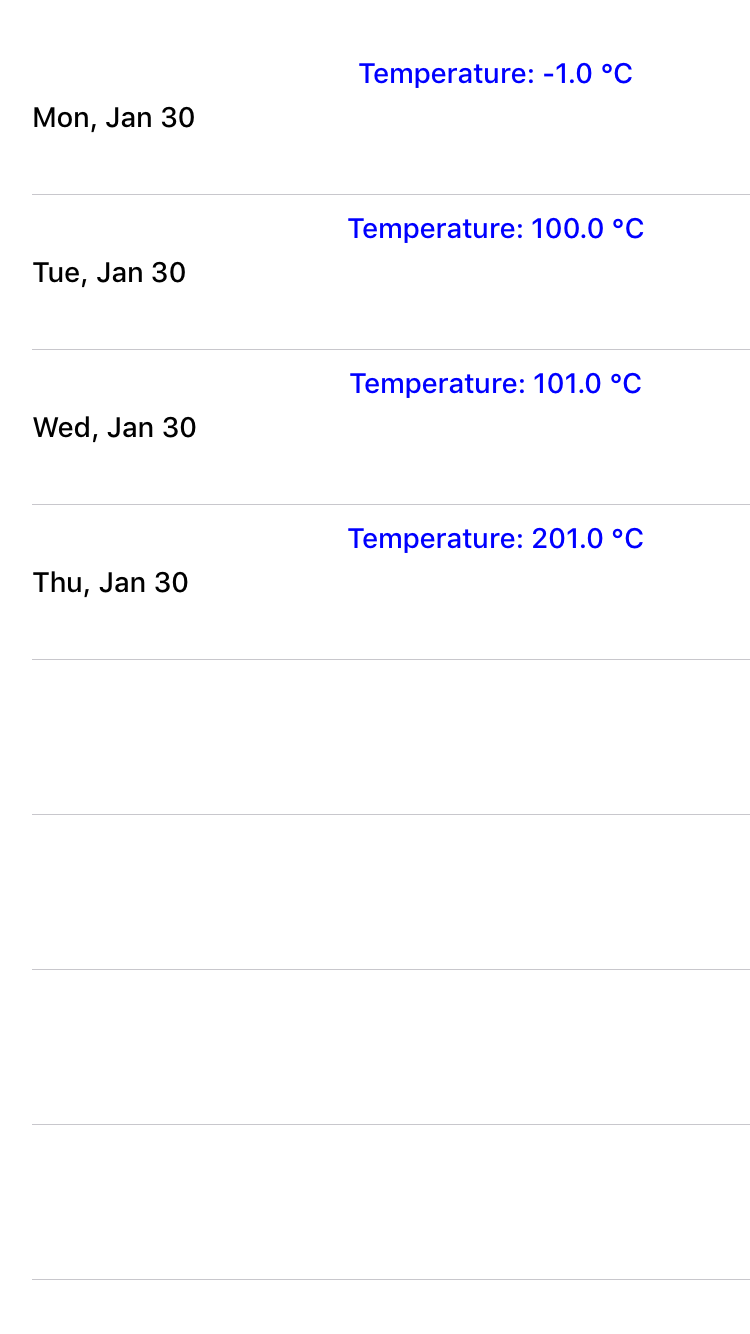 Temperature: -1.0 °C
Mon, Jan 30
Temperature: 100.0 °C
Tue, Jan 30
Temperature: 101.0 °C
Wed, Jan 30
Temperature: 201.0 °C
Thu, Jan 30